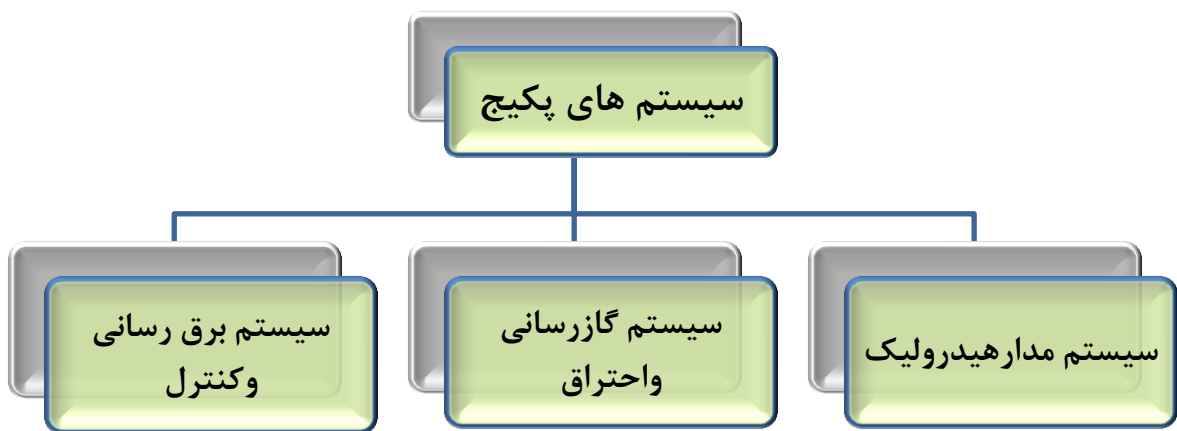 سیستم های پکیج
سیستم مدارهیدرولیک
سیستم گازرسانی
واحتراق
سیستم برق رسانی
وکنترل